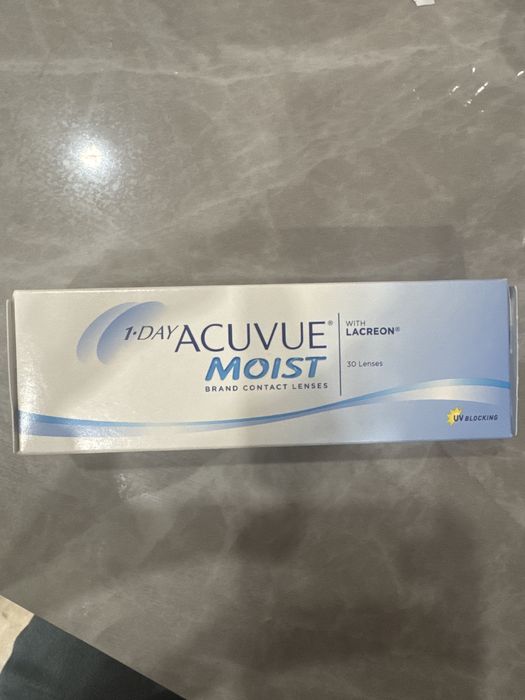 1·DAY ACUVUE®
MOIST
BRAND CONTACT LENSES
WITH
LACREON®
30 Lenses
UV BLOCKING